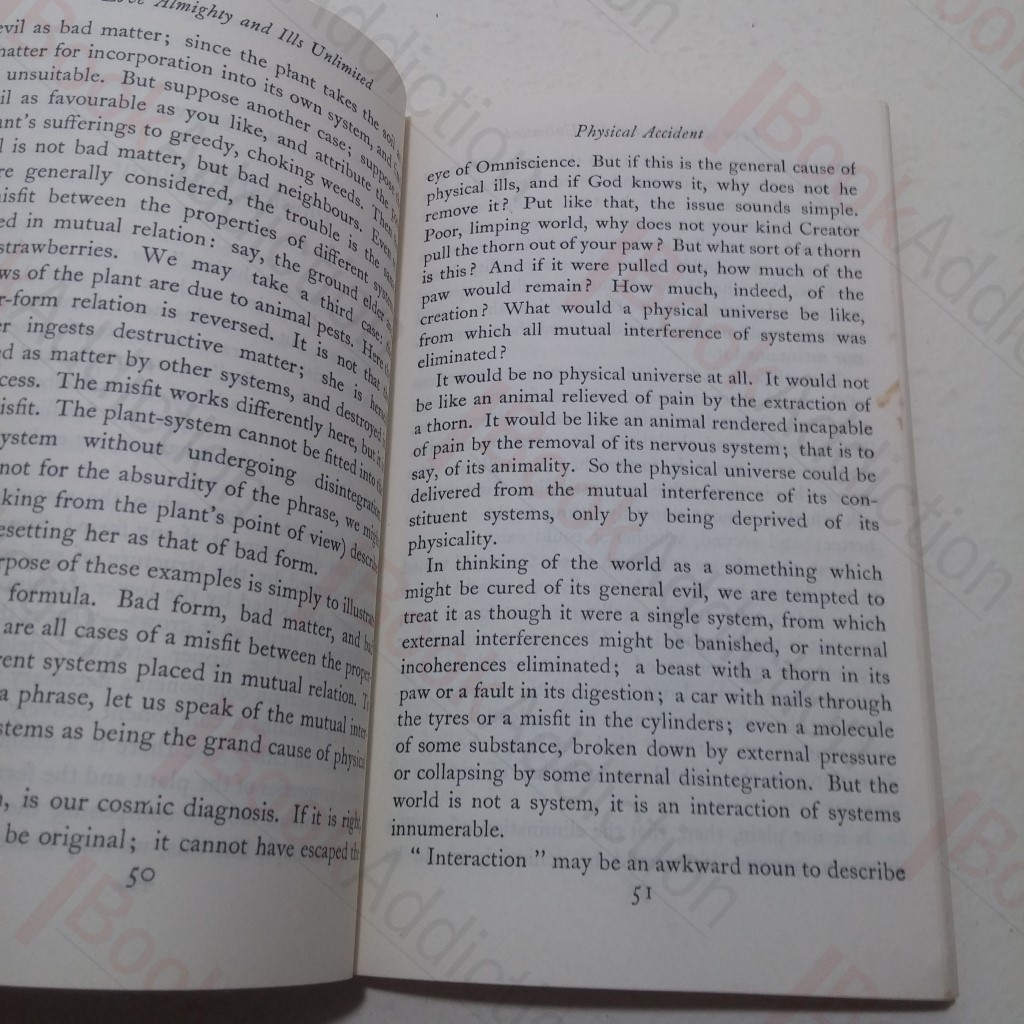 Love Almighty and Ills Unlimited
evil as bad matter; since the plant takes the soil as
matter for incorporation into its own system, and
unsuitable. But suppose another case; suppose
as favourable as you like, and attribute the
sufferings to greedy, choking weeds. Then
is not bad matter, but bad neighbours. Even
generally considered, the trouble is the same
misfit between the properties of different systems
in mutual relation: say, the ground elder
strawberries. We may take a third case:
of the plant are due to animal pests. Here
relation is reversed. It is not that
ingests destructive matter; she is herself
as matter by other systems, and destroyed
The misfit works differently here, but
misfit. The plant-system cannot be fitted into the
system without undergoing disintegration
not for the absurdity of the phrase, we might
from the plant's point of view) describe
besetting her as that of bad form.
purpose of these examples is simply to illustrate
formula. Bad form, bad matter, and
are all cases of a misfit between the
systems placed in mutual relation.
a phrase, let us speak of the mutual
systems as being the grand cause of physical
is our cosmic diagnosis. If it is right,
be original; it cannot have escaped the
50
Physical Accident
eye of Omniscience. But if this is the general cause of
physical ills, and if God knows it, why does not he
remove it? Put like that, the issue sounds simple.
Poor, limping world, why does not your kind Creator
pull the thorn out of your paw? But what sort of a thorn
is this? And if it were pulled out, how much of the
paw would remain? How much, indeed, of the
creation? What would a physical universe be like,
from which all mutual interference of systems was
eliminated?
It would be no physical universe at all. It would not
be like an animal relieved of pain by the extraction of
a thorn. It would be like an animal rendered incapable
of pain by the removal of its nervous system; that is to
say, of its animality. So the physical universe could be
delivered from the mutual interference of its con-
stituent systems, only by being deprived of its
physicality.
In thinking of the world as a something which
might be cured of its general evil, we are tempted to
treat it as though it were a single system, from which
external interferences might be banished, or internal
incoherences eliminated; a beast with a thorn in its
paw or a fault in its digestion; a car with nails through
the tyres or a misfit in the cylinders; even a molecule
of some substance, broken down by external pressure
or collapsing by some internal disintegration. But the
world is not a system, it is an interaction of systems
innumerable.
“ Interaction ” may be an awkward noun to describe
51